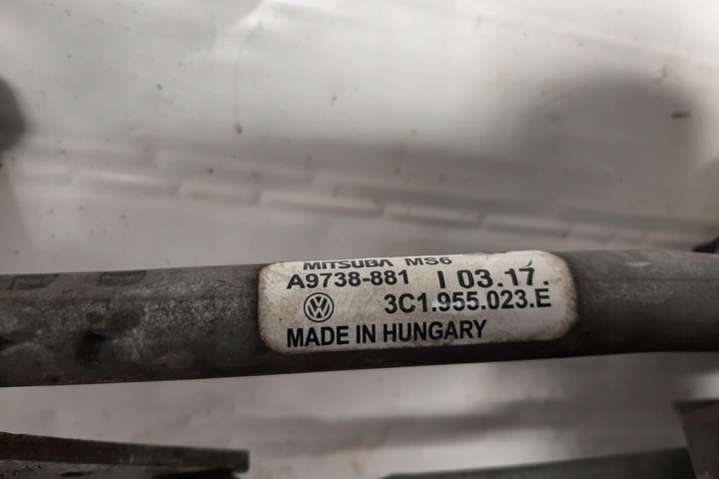 MITSUBA MS6
A9738-881 I 03.17.
3C1.955.023.E
MADE IN HUNGARY